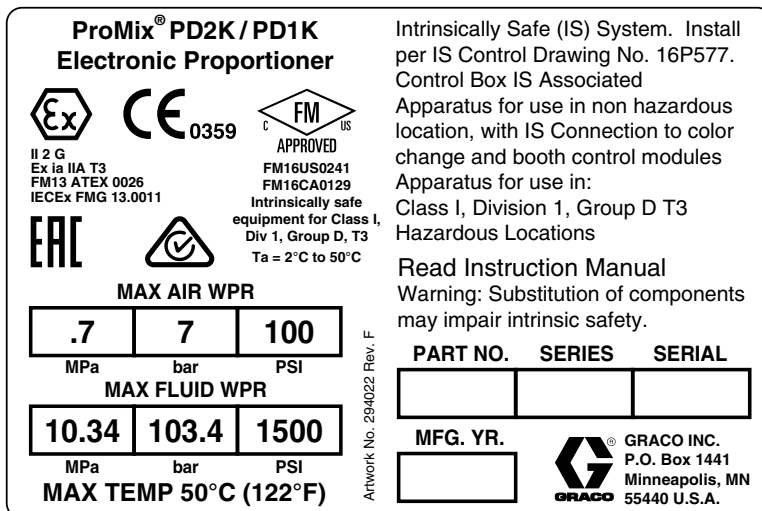 ProMix® PD2K / PD1K
Electronic Proportioner
Ex
CE 0359
FM
C US
APPROVED
II 2 G
Ex ia IIA T3
FM13 ATEX 0026
IECEx FMG 13.0011
FM16US0241
FM16CA0129
Intrinsically safe
equipment for Class I,
Div 1, Group D, T3
Ta = 2°C to 50°C
EAC
MAX AIR WPR
.7 7 100
MPa bar PSI
MAX FLUID WPR
10.34 103.4 1500
MPa bar PSI
MAX TEMP 50°C (122°F)
Artwork No. 294022 Rev. F
Intrinsically Safe (IS) System. Install
per IS Control Drawing No. 16P577.
Control Box IS Associated
Apparatus for use in non hazardous
location, with IS Connection to color
change and booth control modules
Apparatus for use in:
Class I, Division 1, Group D T3
Hazardous Locations
Read Instruction Manual
Warning: Substitution of components
may impair intrinsic safety.
PART NO. SERIES SERIAL
MFG. YR.
G ®
GRACO
GRACO INC.
P.O. Box 1441
Minneapolis, MN
55440 U.S.A.